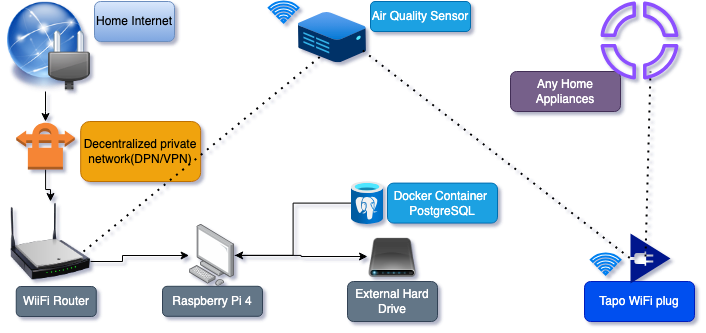 Home Internet
Air Quality Sensor
Any Home
Appliances
Decentralized private
network(DPN/VPN)
Docker Container
PostgreSQL
WiiFi Router
Raspberry Pi 4
External Hard
Drive
Tapo WiFi plug